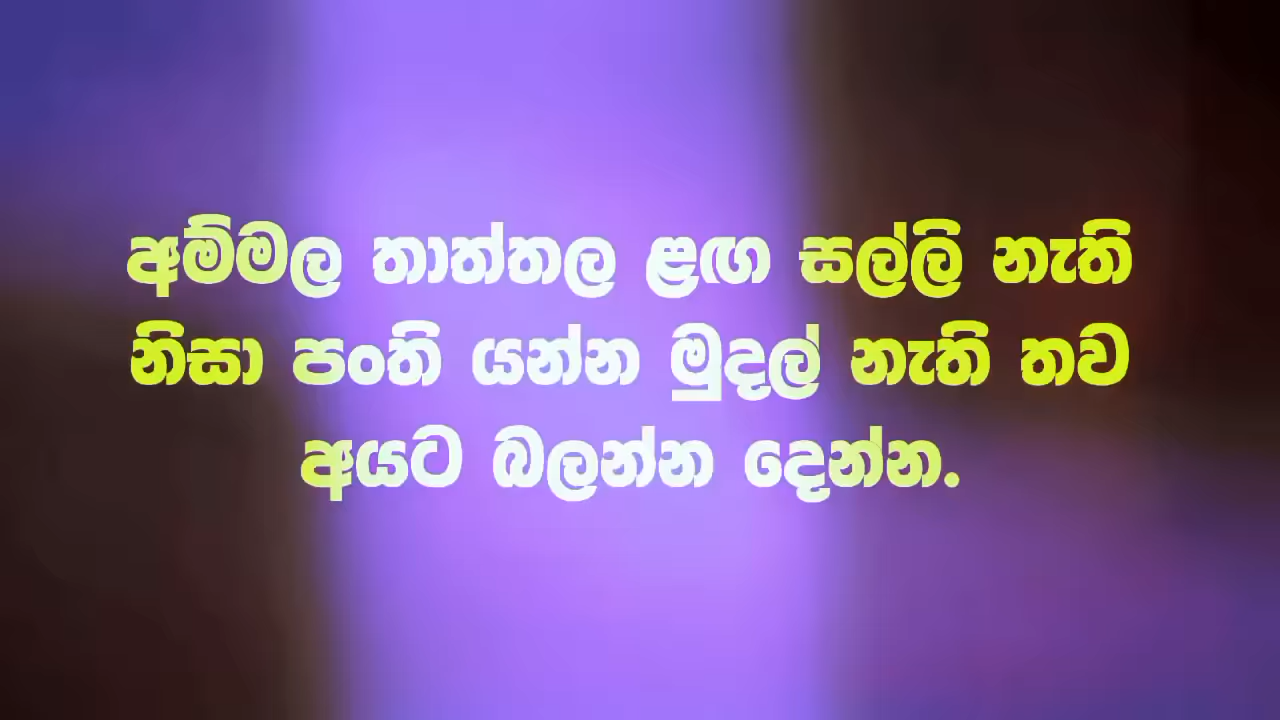 අම්මල තාත්තල ළඟ සල්ලි නැති
නිසා පංති යන්න මුදල් නැති තව
අයට බලන්න දෙන්න.